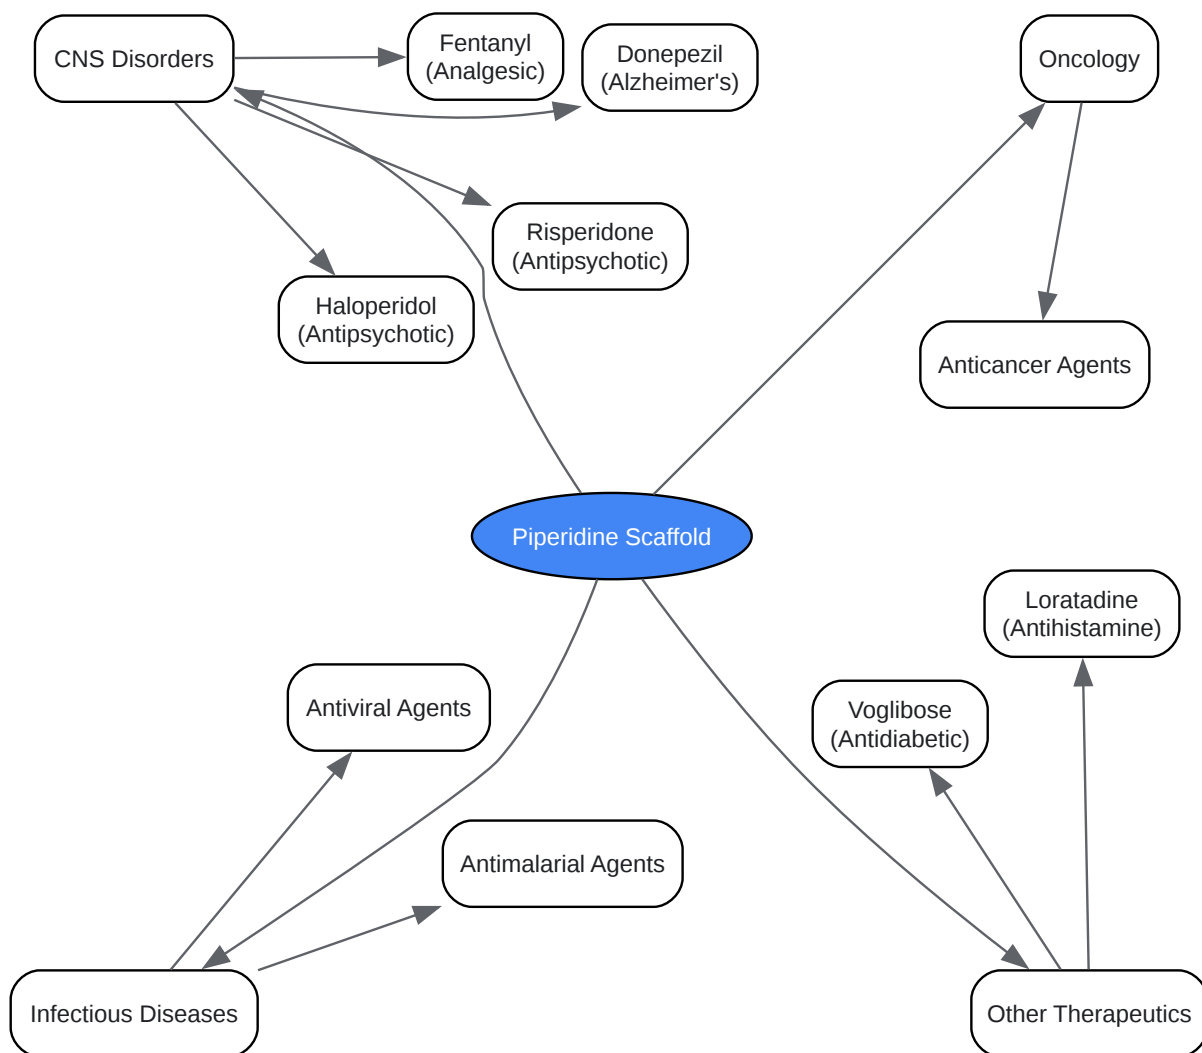 CNS Disorders
Fentanyl
(Analgesic)
Donepezil
(Alzheimer's)
Oncology
Risperidone
(Antipsychotic)
Haloperidol
(Antipsychotic)
Anticancer Agents
Piperidine Scaffold
Loratadine
(Antihistamine)
Antiviral Agents
Voglibose
(Antidiabetic)
Antimalarial Agents
Infectious Diseases
Other Therapeutics